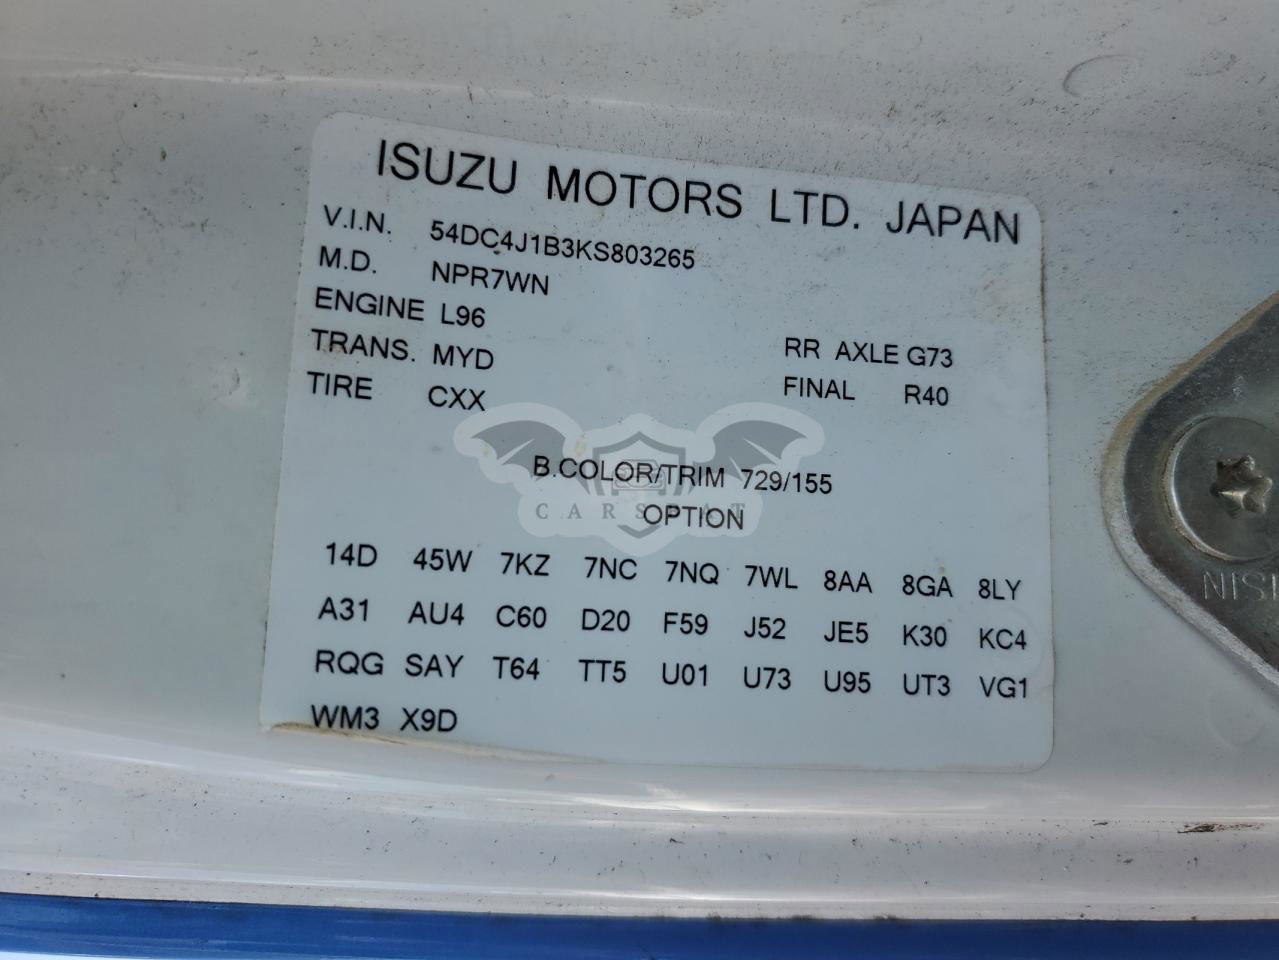 ISUZU MOTORS LTD. JAPAN
V.I.N. 54DC4J1B3KS803265
M.D. NPR7WN
ENGINE L96
TRANS. MYD RR AXLE G73
TIRE CXX FINAL R40
B.COLOR/TRIM 729/155
CARSBAT
OPTION
14D 45W 7KZ 7NC 7NQ 7WL 8AA 8GA 8LY
A31 AU4 C60 D20 F59 J52 JE5 K30 KC4
RQG SAY T64 TT5 U01 U73 U95 UT3 VG1
WM3 X9D